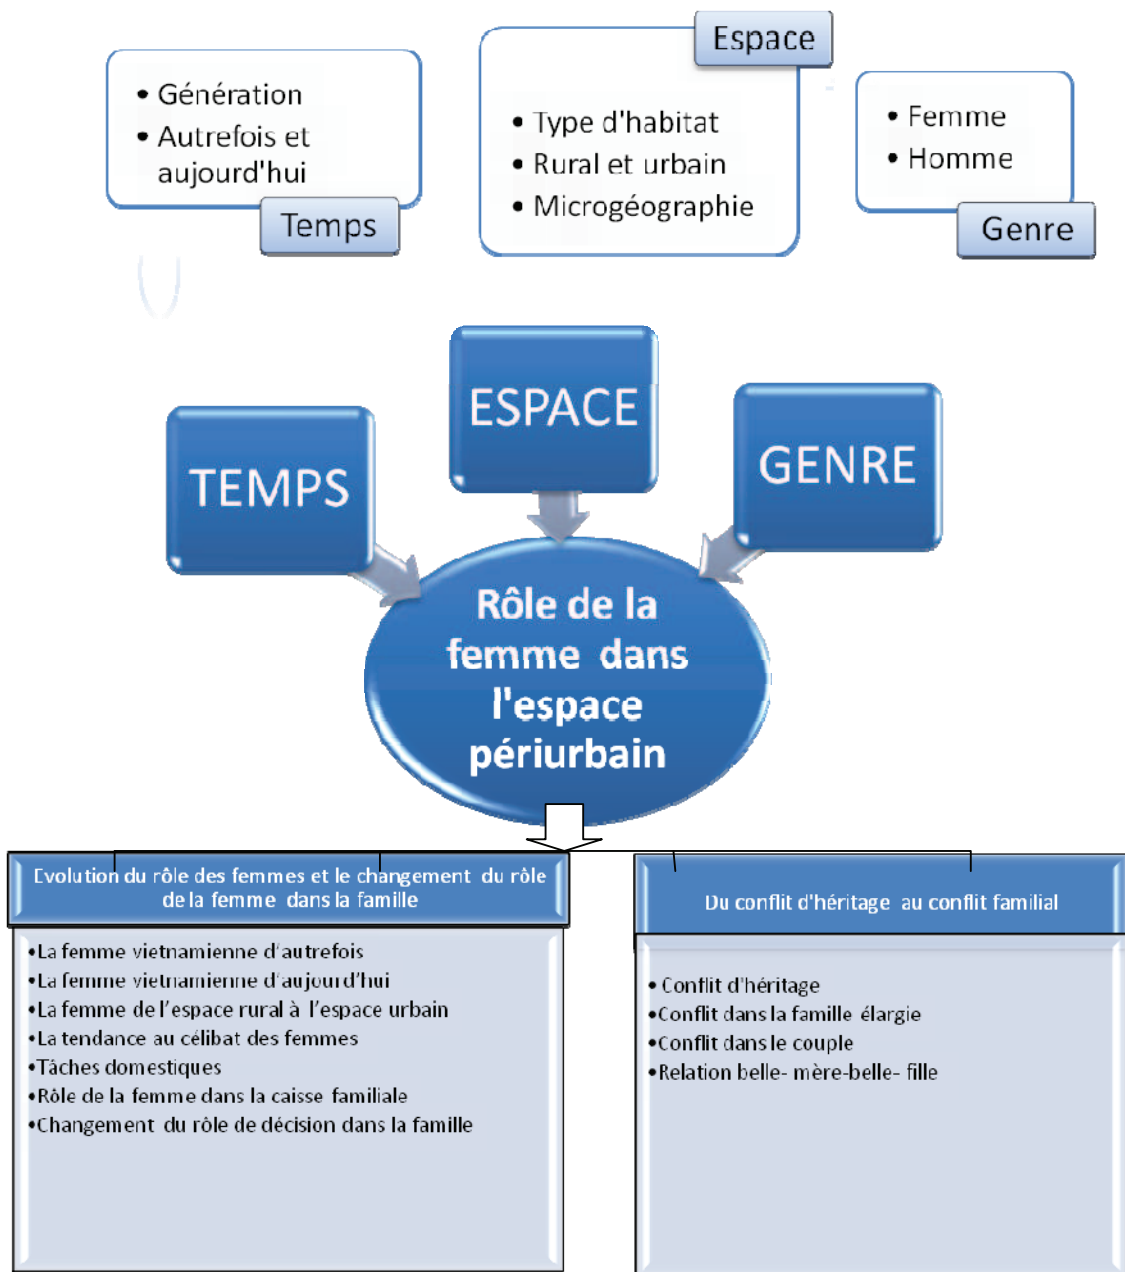 • Génération
• Autrefois et
aujourd'hui
Temps
Espace
• Type d'habitat
• Rural et urbain
• Microgéographie
• Femme
• Homme
Genre
TEMPS
ESPACE
GENRE
Rôle de la
femme dans
l'espace
périurbain
Evolution du rôle des femmes et le changement du rôle
de la femme dans la famille
•La femme vietnamienne d'autrefois
•La femme vietnamienne d'aujourd'hui
•La femme de l'espace rural à l'espace urbain
•La tendance au célibat des femmes
•Tâches domestiques
•Rôle de la femme dans la caisse familiale
•Changement du rôle de décision dans la famille
Du conflit d'héritage au conflit familial
• Conflit d'héritage
•Conflit dans la famille élargie
•Conflit dans le couple
•Relation belle- mère-belle- fille